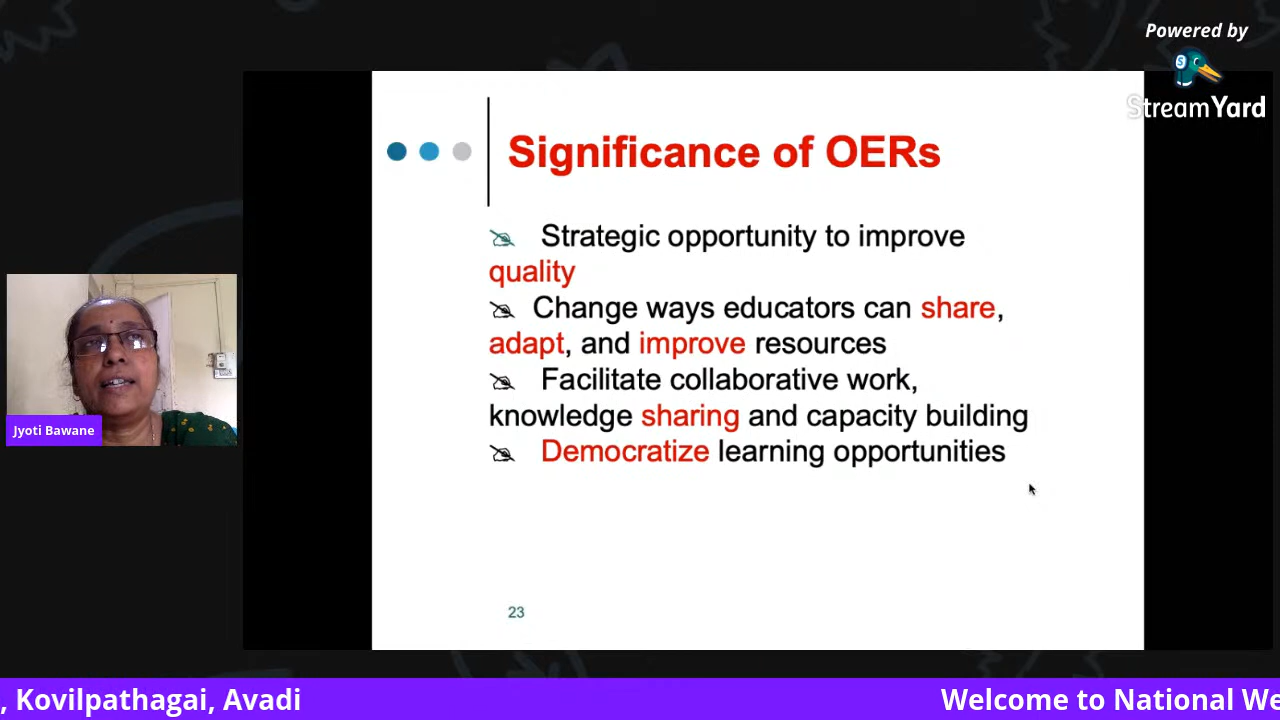 Powered by
StreamYard
Significance of OERs
Strategic opportunity to improve
quality
Change ways educators can share,
adapt, and improve resources
Facilitate collaborative work,
knowledge sharing and capacity building
Democratize learning opportunities
23
Jyoti Bawane
, Kovilpathagai, Avadi
Welcome to National We